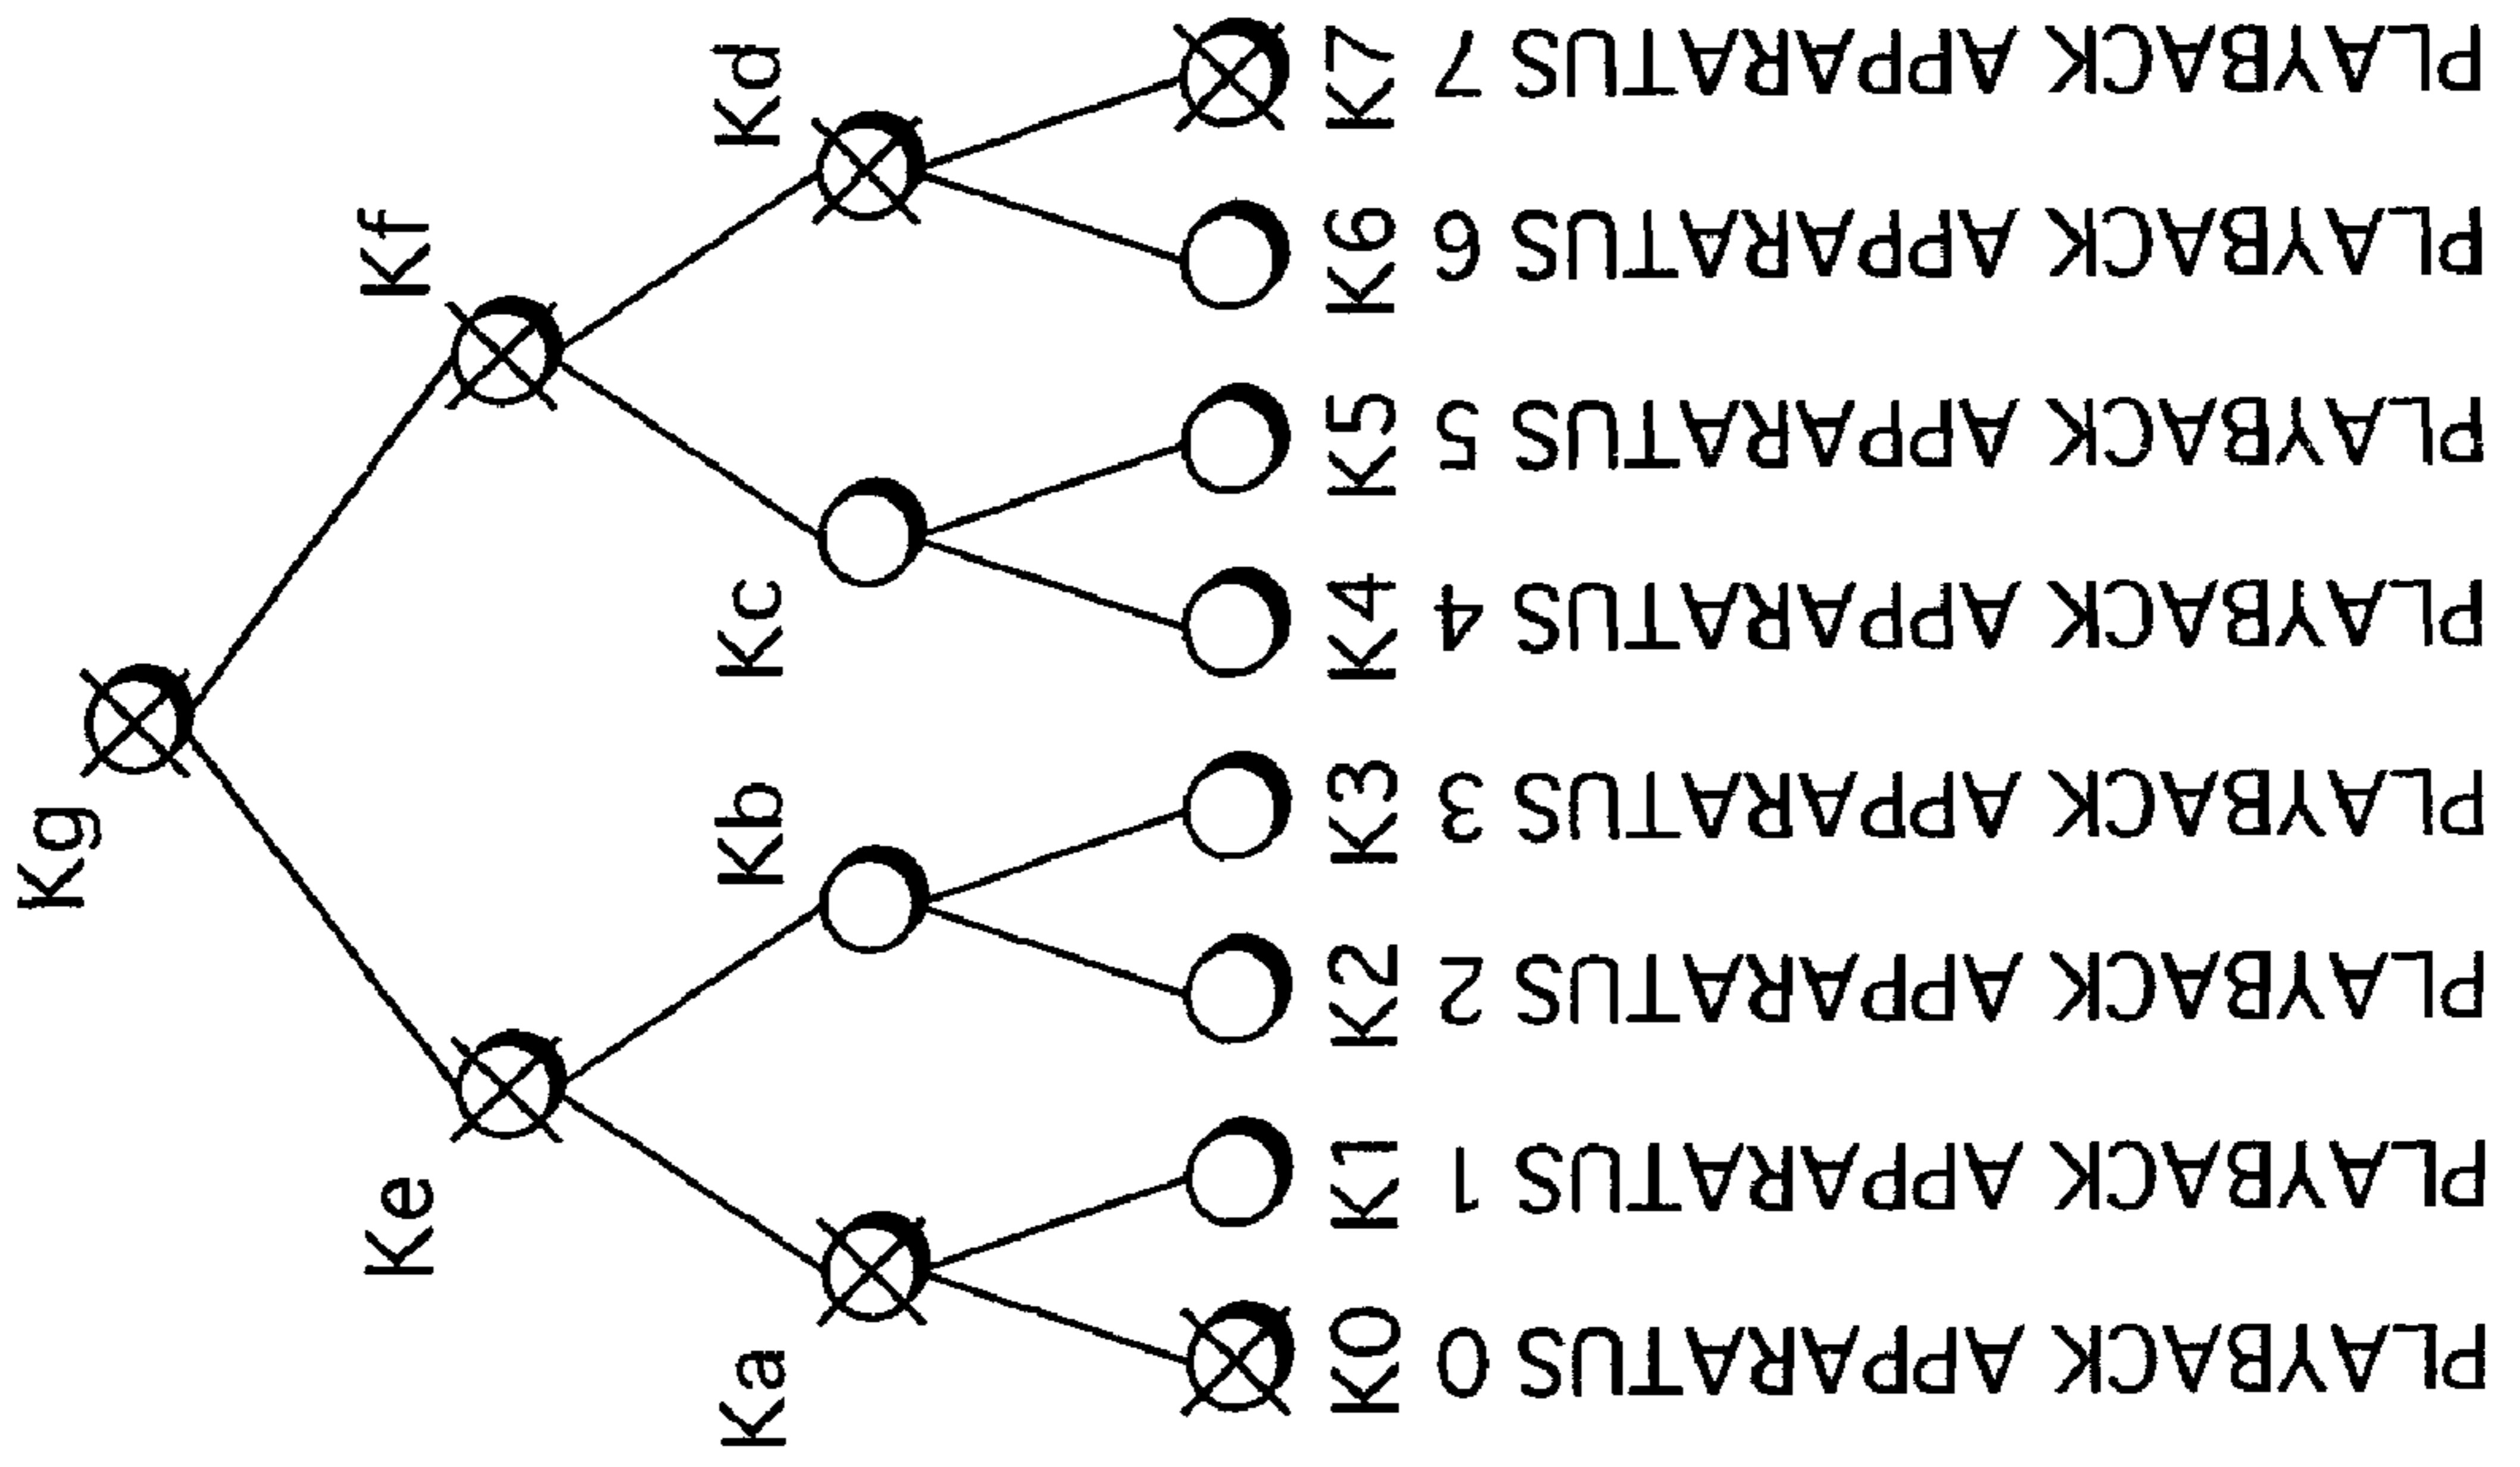 Kg
Ke
Kf
Ka
Kb
Kc
Kd
K0
K1
K2
K3
K4
K5
K6
K7
PLAYBACK APPARATUS 0
PLAYBACK APPARATUS 1
PLAYBACK APPARATUS 2
PLAYBACK APPARATUS 3
PLAYBACK APPARATUS 4
PLAYBACK APPARATUS 5
PLAYBACK APPARATUS 6
PLAYBACK APPARATUS 7